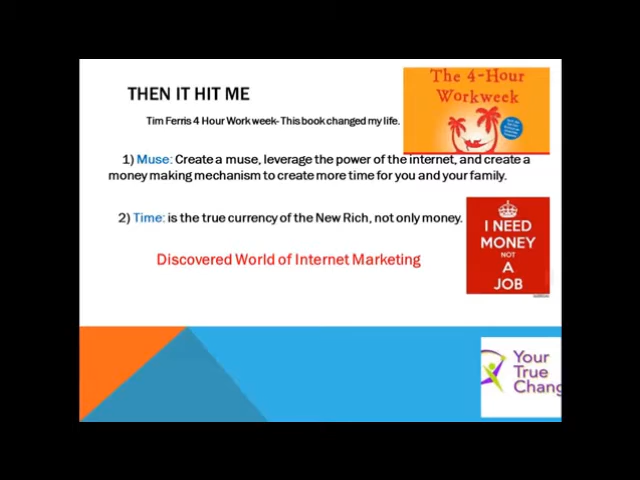 THEN IT HIT ME
The 4-Hour
Workweek
Tim Ferris 4 Hour Work week- This book changed my life.
1) Muse: Create a muse, leverage the power of the internet, and create a
money making mechanism to create more time for you and your family.
2) Time: is the true currency of the New Rich, not only money.
I NEED
MONEY
NOT
A
JOB
Discovered World of Internet Marketing
Your
True
Chang